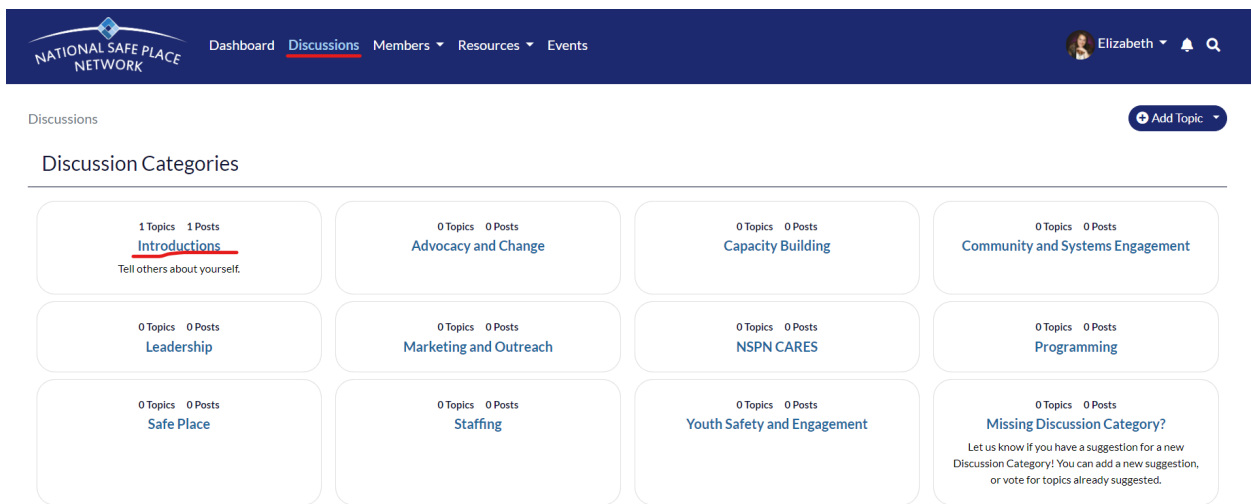 NATIONAL SAFE PLACE
NETWORK
Dashboard Discussions Members Resources Events
Elizabeth
Discussions
Add Topic
Discussion Categories
1 Topics 1 Posts
Introductions
Tell others about yourself.
0 Topics 0 Posts
Advocacy and Change
0 Topics 0 Posts
Capacity Building
0 Topics 0 Posts
Community and Systems Engagement
0 Topics 0 Posts
Leadership
0 Topics 0 Posts
Marketing and Outreach
0 Topics 0 Posts
NSPN CARES
0 Topics 0 Posts
Programming
0 Topics 0 Posts
Safe Place
0 Topics 0 Posts
Staffing
0 Topics 0 Posts
Youth Safety and Engagement
0 Topics 0 Posts
Missing Discussion Category?
Let us know if you have a suggestion for a new
Discussion Category! You can add a new suggestion,
or vote for topics already suggested.